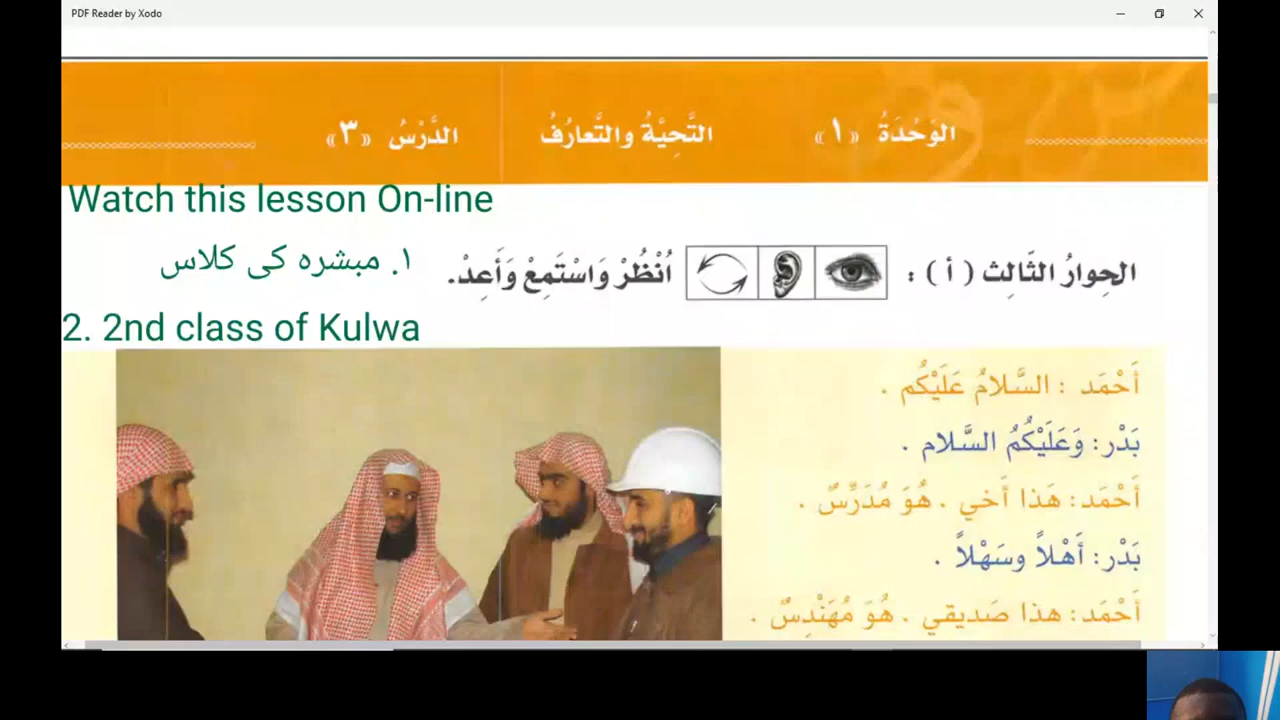 PDF Reader by Xodo
الوَحْدَةُ «١» التَّحِيَّةُ والتَّعارُفُ الدَّرْسُ «٣»
Watch this lesson On-line
الحِوارُ الثّالِث ( أ ) : اُنْظُرْ وَاسْتَمِعْ وَأَعِدْ.
١. مبشرہ کی کلاس
2. 2nd class of Kulwa
أَحْمَد : السَّلامُ عَلَيْكُم .
بَدْر: وَعَلَيْكُمُ السَّلام .
أَحْمَد: هَذا أَخي . هُوَ مُدَرِّسٌ .
بَدْر: أَهْلاً وسَهْلاً .
أَحْمَد: هذا صَديقي . هُوَ مُهَنْدِسٌ .